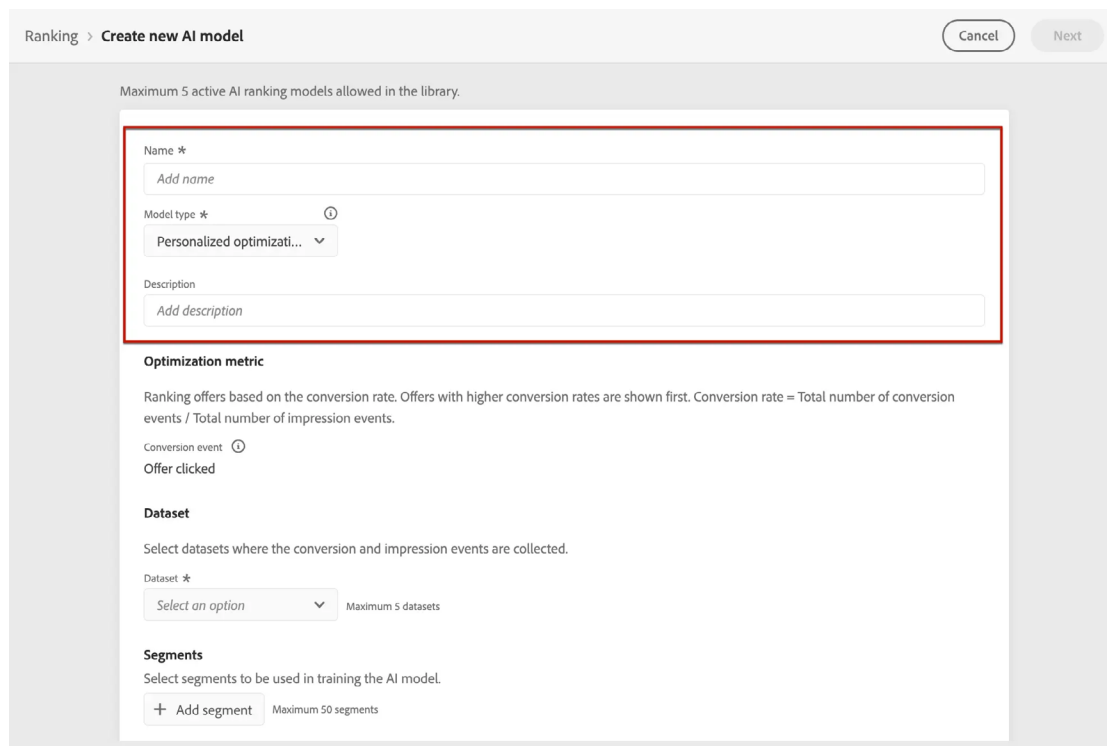 Ranking > Create new AI model
Cancel
Next
Maximum 5 active AI ranking models allowed in the library.
Name *
Add name
Model type *
Personalized optimizati...
Description
Add description
Optimization metric
Ranking offers based on the conversion rate. Offers with higher conversion rates are shown first. Conversion rate = Total number of conversion
events / Total number of impression events.
Conversion event
Offer clicked
Dataset
Select datasets where the conversion and impression events are collected.
Dataset *
Select an option
Maximum 5 datasets
Segments
Select segments to be used in training the AI model.
+ Add segment
Maximum 50 segments